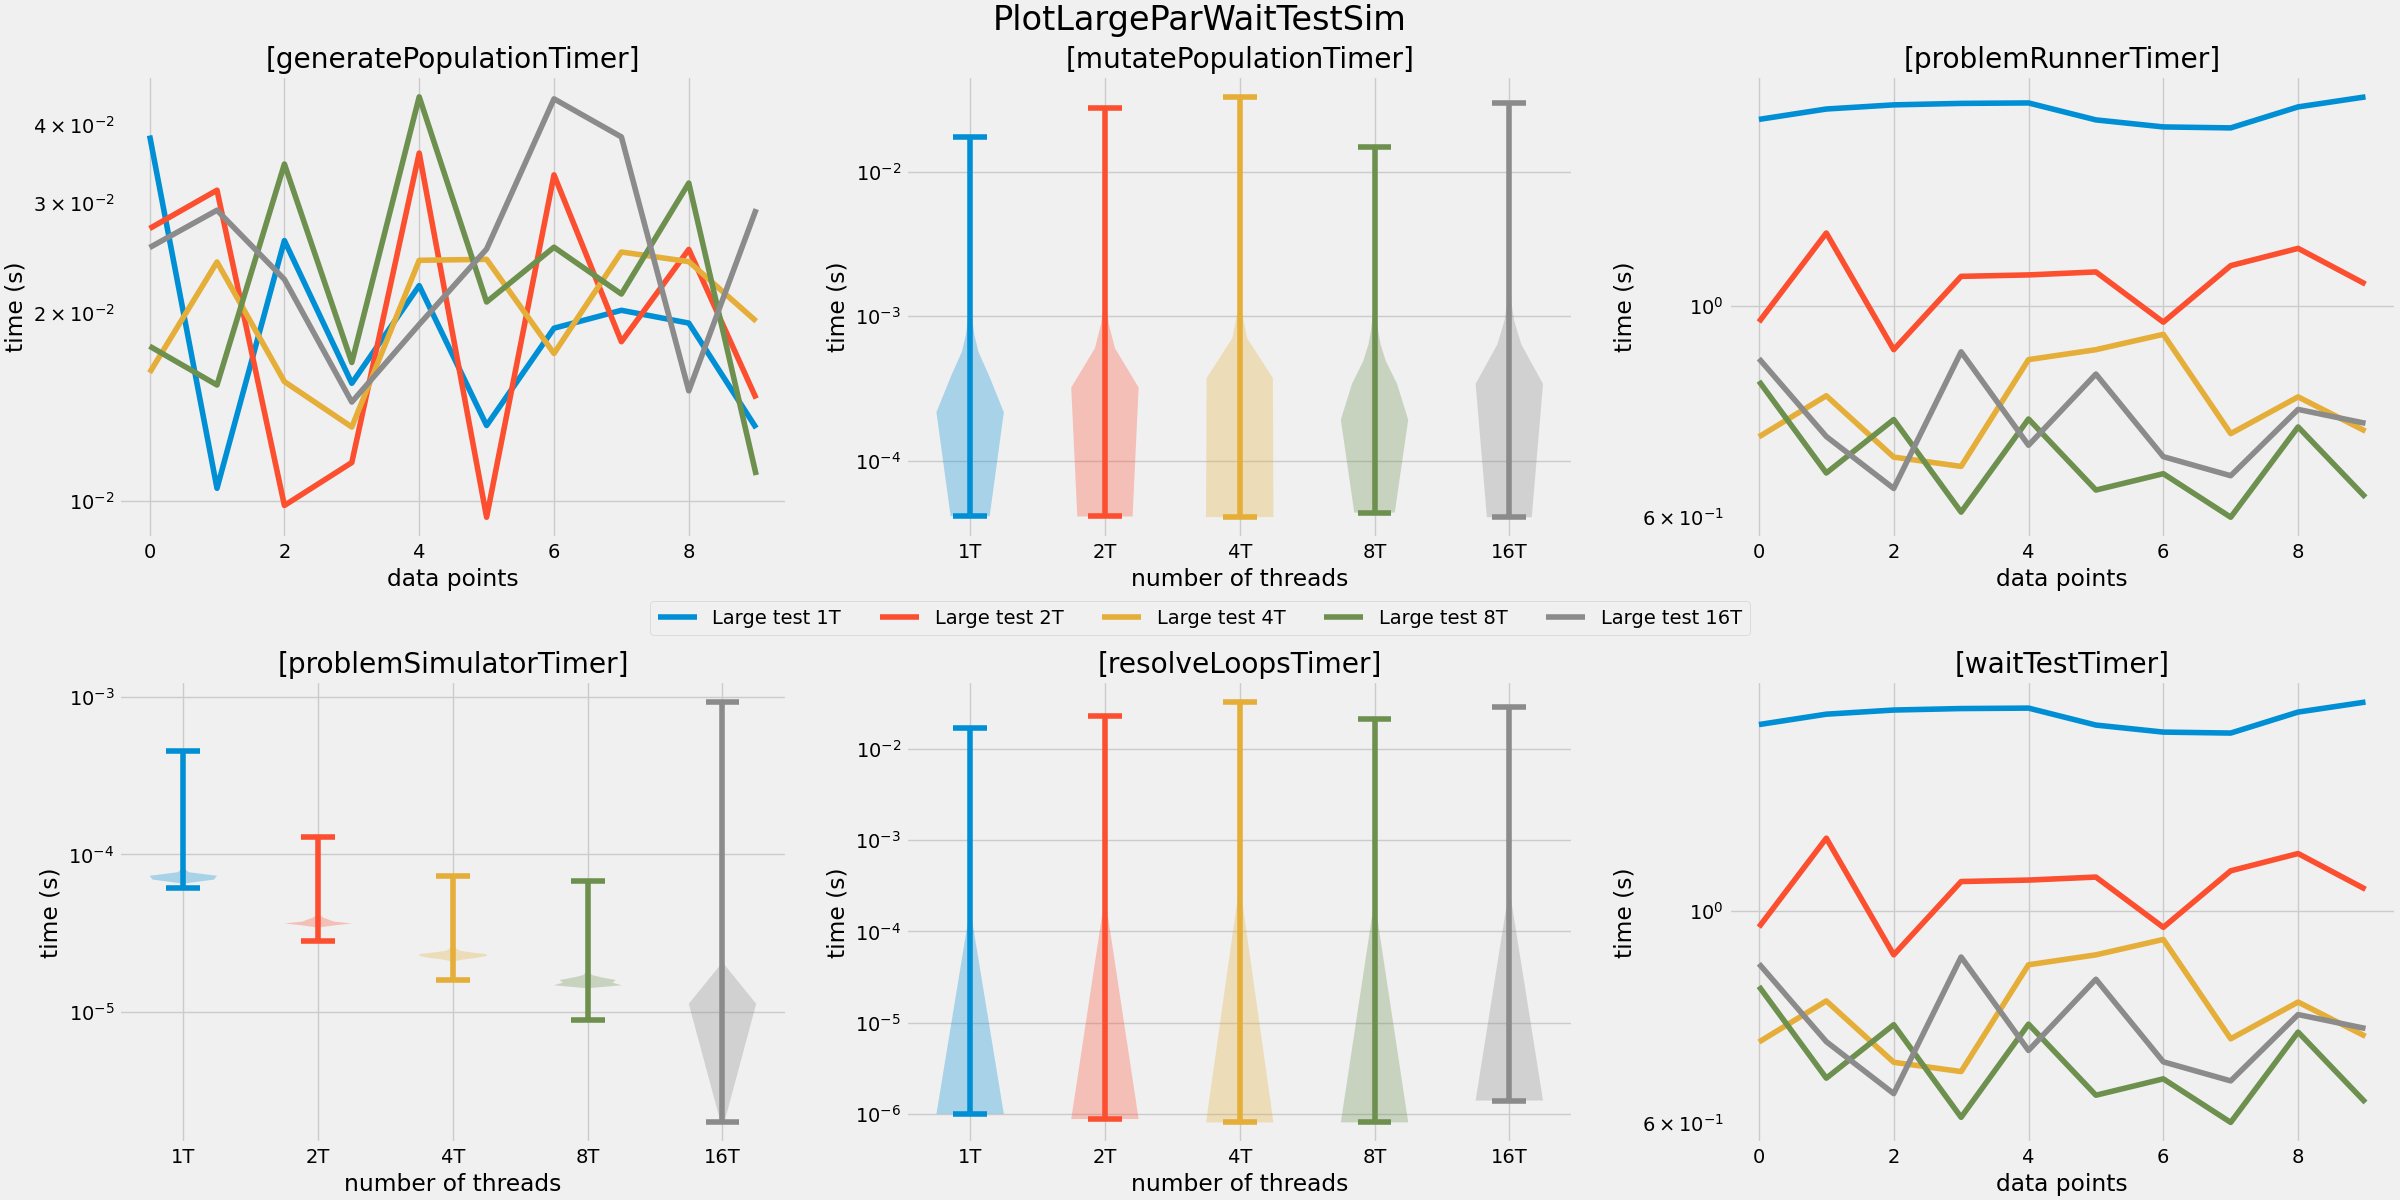 PlotLargeParWaitTestSim
[generatePopulationTimer]
time (s)
4 × 10⁻²
3 × 10⁻²
2 × 10⁻²
10⁻²
0 2 4 6 8
data points
[mutatePopulationTimer]
time (s)
10⁻²
10⁻³
10⁻⁴
1T 2T 4T 8T 16T
number of threads
[problemRunnerTimer]
time (s)
10⁰
6 × 10⁻¹
0 2 4 6 8
data points
Large test 1T Large test 2T Large test 4T Large test 8T Large test 16T
[problemSimulatorTimer]
time (s)
10⁻³
10⁻⁴
10⁻⁵
1T 2T 4T 8T 16T
number of threads
[resolveLoopsTimer]
time (s)
10⁻²
10⁻³
10⁻⁴
10⁻⁵
10⁻⁶
1T 2T 4T 8T 16T
number of threads
[waitTestTimer]
time (s)
10⁰
6 × 10⁻¹
0 2 4 6 8
data points